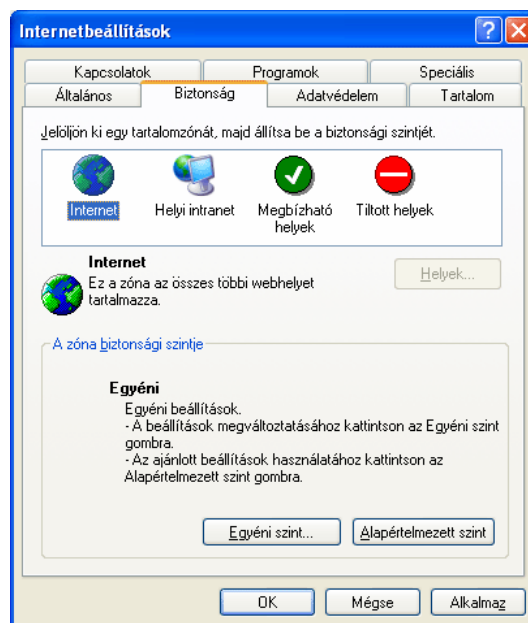 Internetbeállítások
Kapcsolatok
Programok
Speciális
Általános
Biztonság
Adatvédelem
Tartalom
Jelöljön ki egy tartalomzónát, majd állítsa be a biztonsági szintjét.
Internet
Helyi intranet
Megbízható
helyek
Tiltott helyek
Internet
Ez a zóna az összes többi webhelyet
tartalmazza.
Helyek...
A zóna biztonsági szintje
Egyéni
Egyéni beállítások.
- A beállítások megváltoztatásához kattintson az Egyéni szint
gombra.
- Az ajánlott beállítások használatához kattintson az
Alapértelmezett szint gombra.
Egyéni szint...
Alapértelmezett szint
OK
Mégse
Alkalmaz